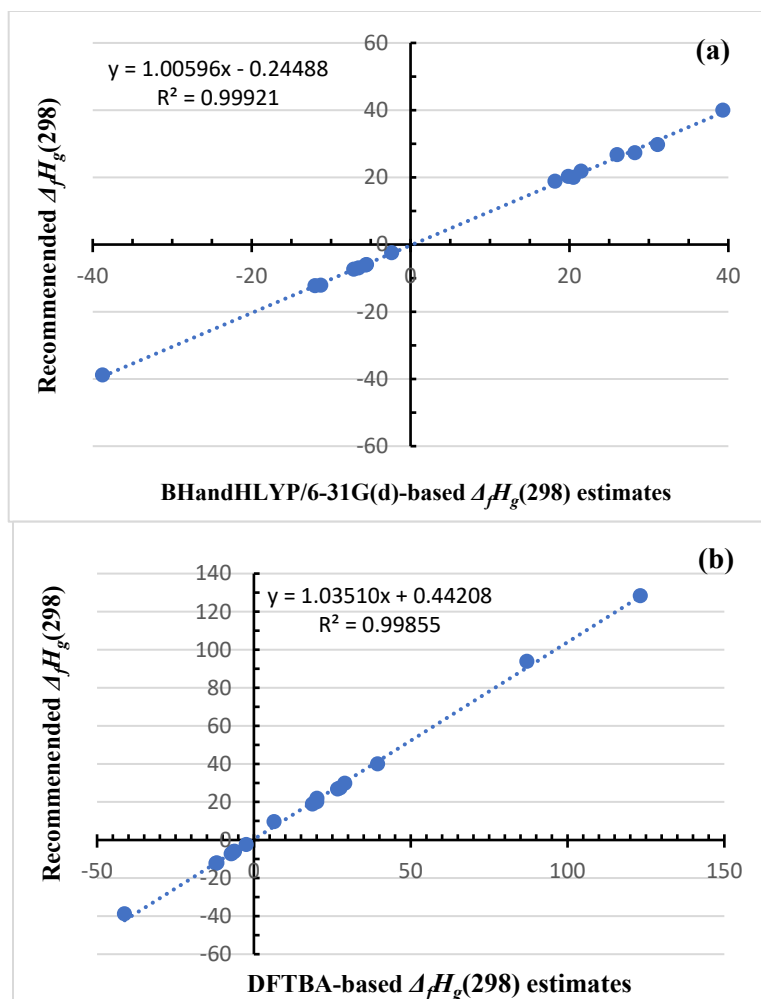 (a)
y = 1.00596x - 0.24488
R² = 0.99921
60
40
20
0
-20
-40
-60
-40
-20
0
20
40
Recommenended ΔfHg(298)
BHandHLYP/6-31G(d)-based ΔfHg(298) estimates
(b)
y = 1.03510x + 0.44208
R² = 0.99855
140
120
100
80
60
40
20
0
-20
-40
-60
-50
0
50
100
150
Recommended ΔfHg(298)
DFTBA-based ΔfHg(298) estimates